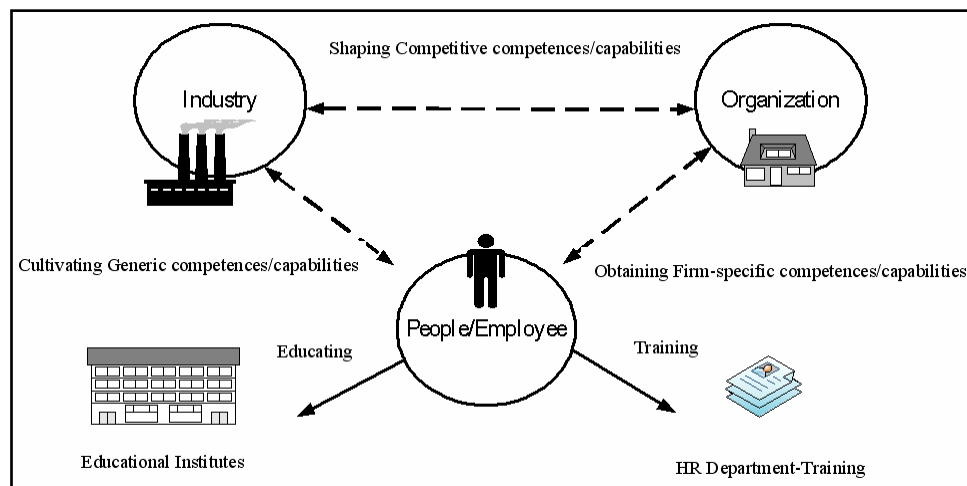 Shaping Competitive competences/capabilities
Industry
Organization
Cultivating Generic competences/capabilities
Obtaining Firm-specific competences/capabilities
People/Employee
Educating
Training
Educational Institutes
HR Department-Training